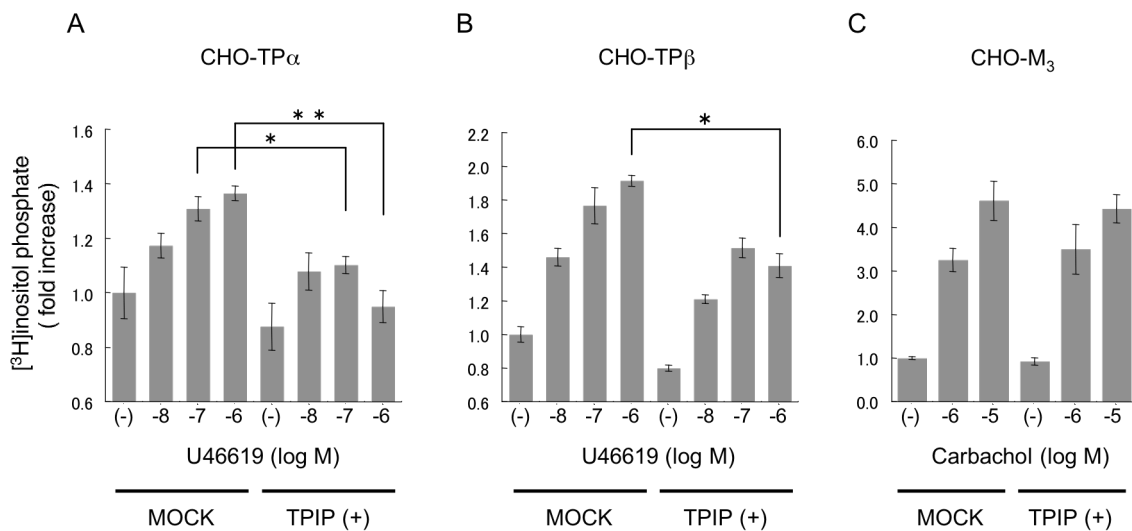 A
CHO-TPα
[³H]inositol phosphate
( fold increase)
1.6
1.4
1.2
1.0
0.8
0.6
* *
*
(-) -8 -7 -6 (-) -8 -7 -6
U46619 (log M)
MOCK TPIP (+)
B
CHO-TPβ
2.2
2.0
1.8
1.6
1.4
1.2
1.0
0.8
0.6
*
(-) -8 -7 -6 (-) -8 -7 -6
U46619 (log M)
MOCK TPIP (+)
C
CHO-M₃
6.0
5.0
4.0
3.0
2.0
1.0
0.0
(-) -6 -5 (-) -6 -5
Carbachol (log M)
MOCK TPIP (+)